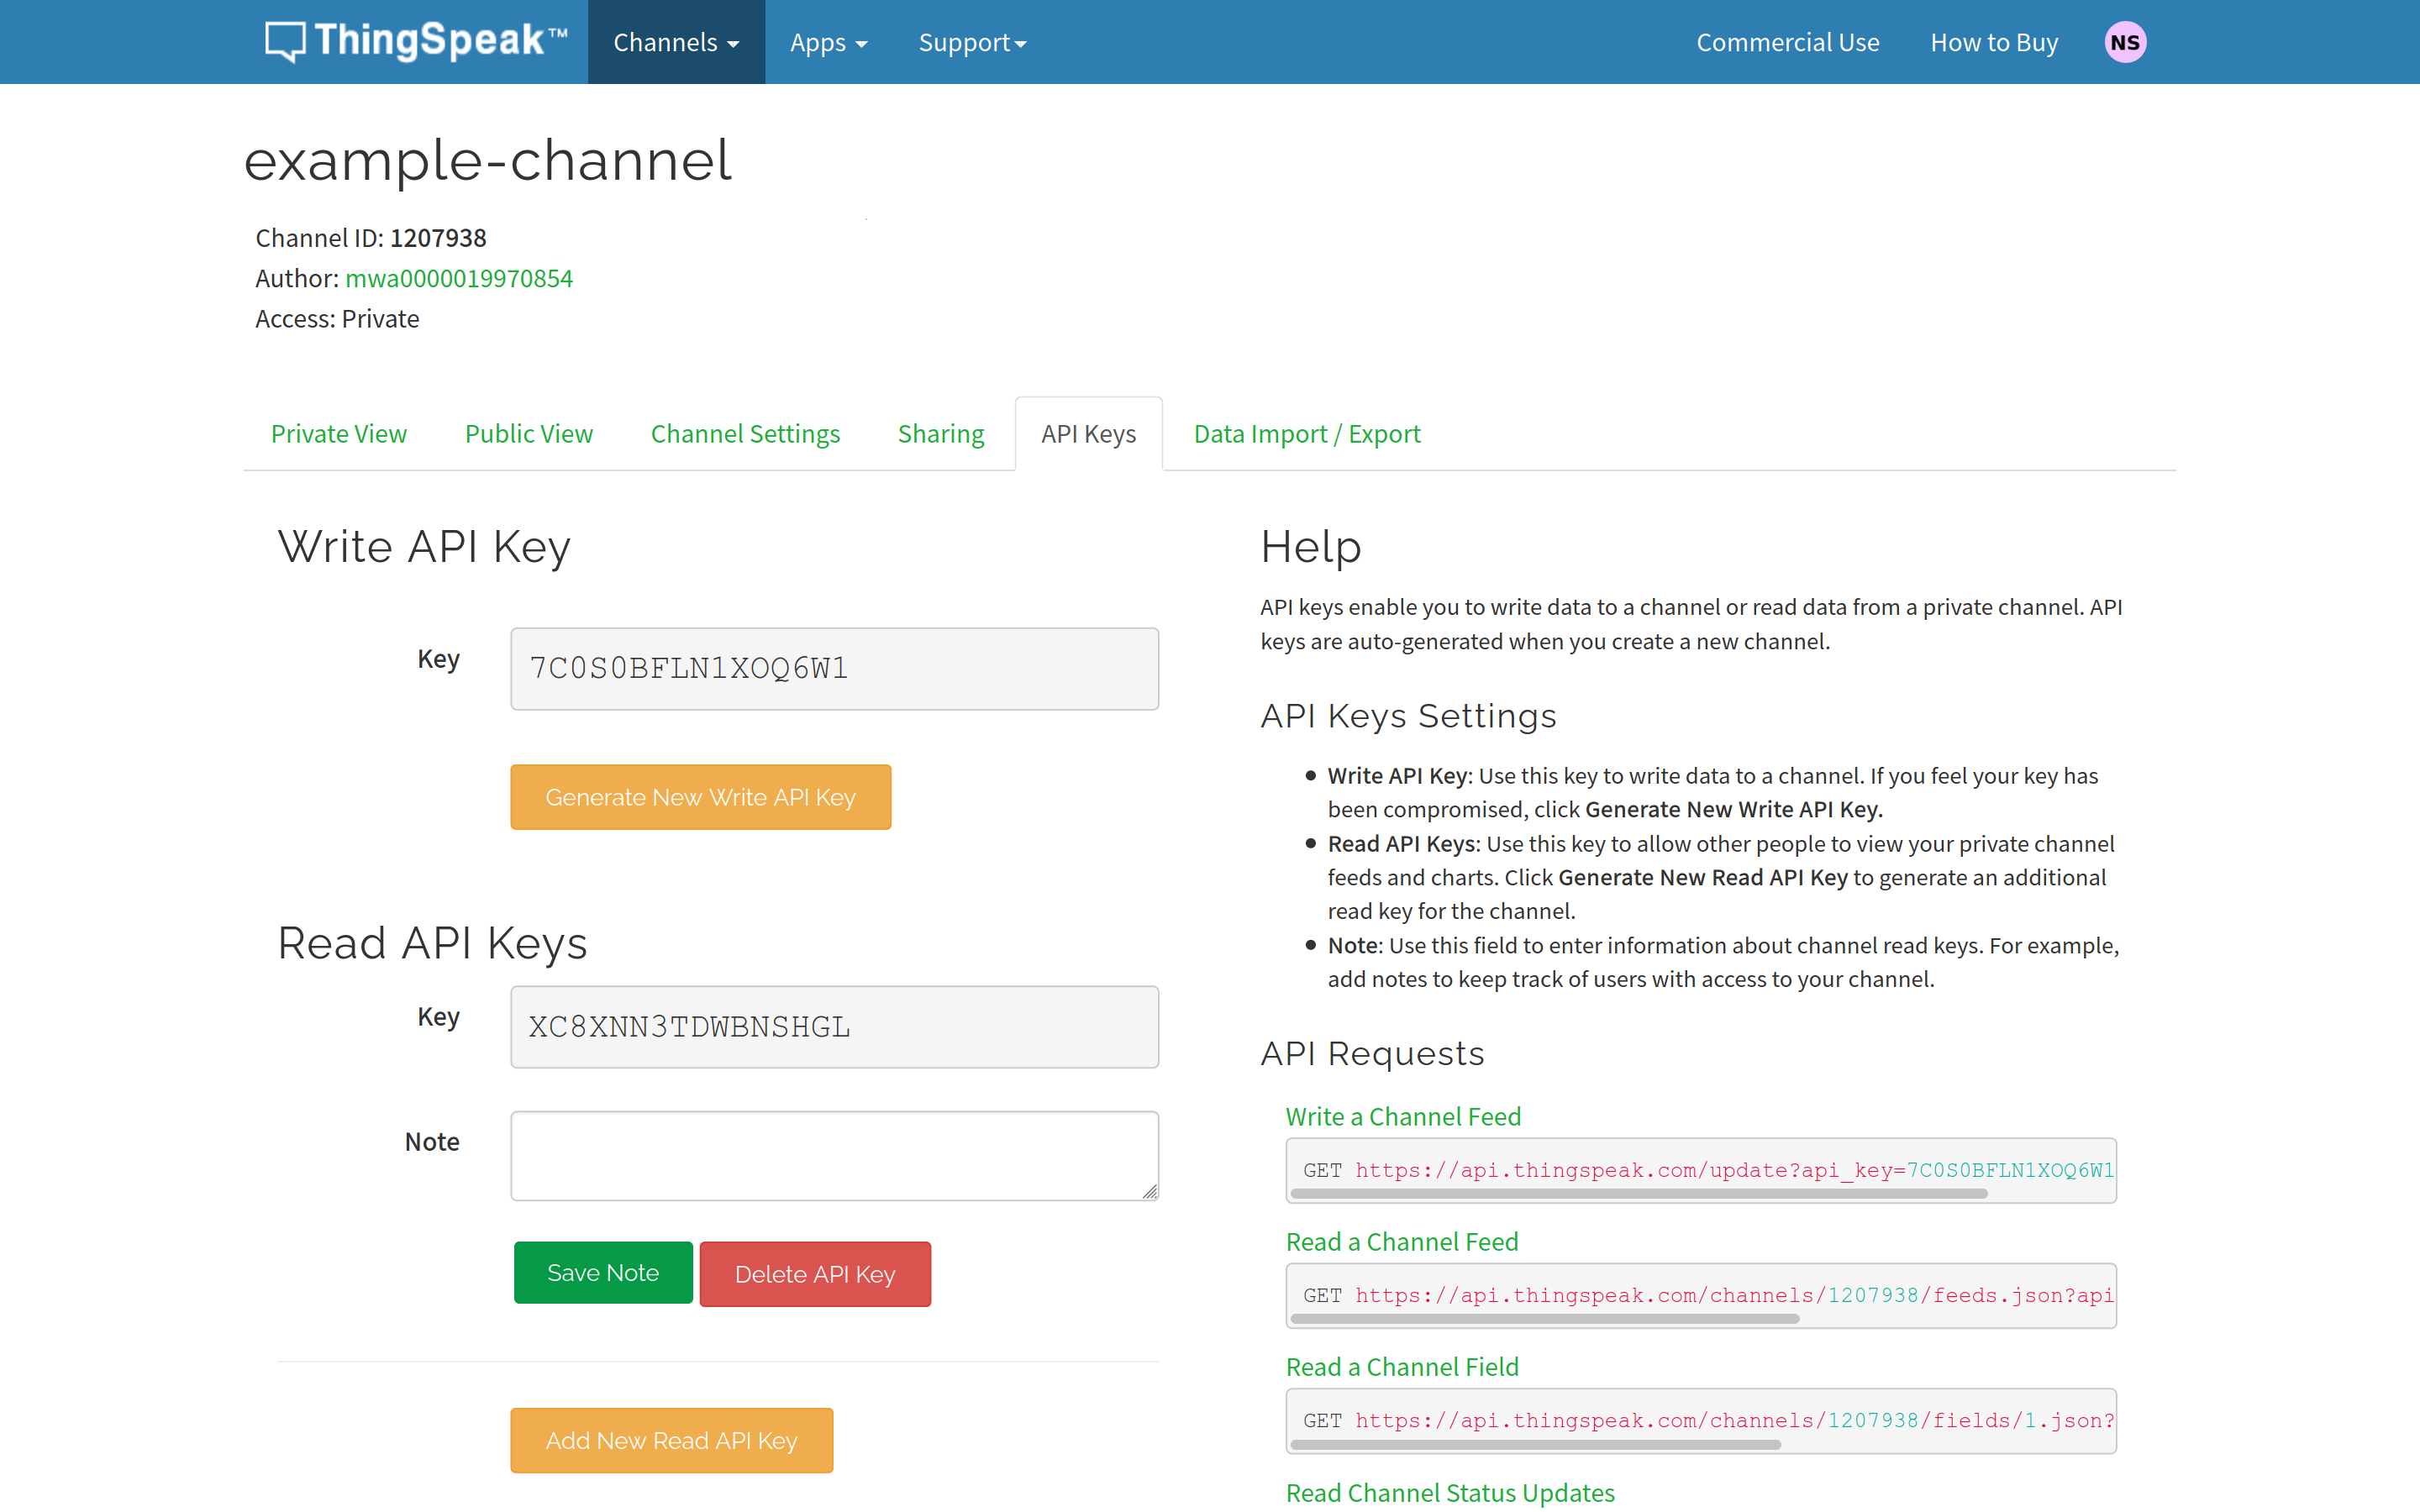 ThingSpeak™ Channels Apps Support Commercial Use How to Buy NS
example-channel
Channel ID: 1207938
Author: mwa0000019970854
Access: Private
Private View Public View Channel Settings Sharing API Keys Data Import / Export
Write API Key
Key 7C0S0BFLN1XOQ6W1
Generate New Write API Key
Read API Keys
Key XC8XNN3TDWBNSHGL
Note
Save Note Delete API Key
Add New Read API Key
Help
API keys enable you to write data to a channel or read data from a private channel. API
keys are auto-generated when you create a new channel.
API Keys Settings
Write API Key: Use this key to write data to a channel. If you feel your key has
been compromised, click Generate New Write API Key.
Read API Keys: Use this key to allow other people to view your private channel
feeds and charts. Click Generate New Read API Key to generate an additional
read key for the channel.
Note: Use this field to enter information about channel read keys. For example,
add notes to keep track of users with access to your channel.
API Requests
Write a Channel Feed
GET https://api.thingspeak.com/update?api_key=7C0S0BFLN1XOQ6W1
Read a Channel Feed
GET https://api.thingspeak.com/channels/1207938/feeds.json?api
Read a Channel Field
GET https://api.thingspeak.com/channels/1207938/fields/1.json?
Read Channel Status Updates